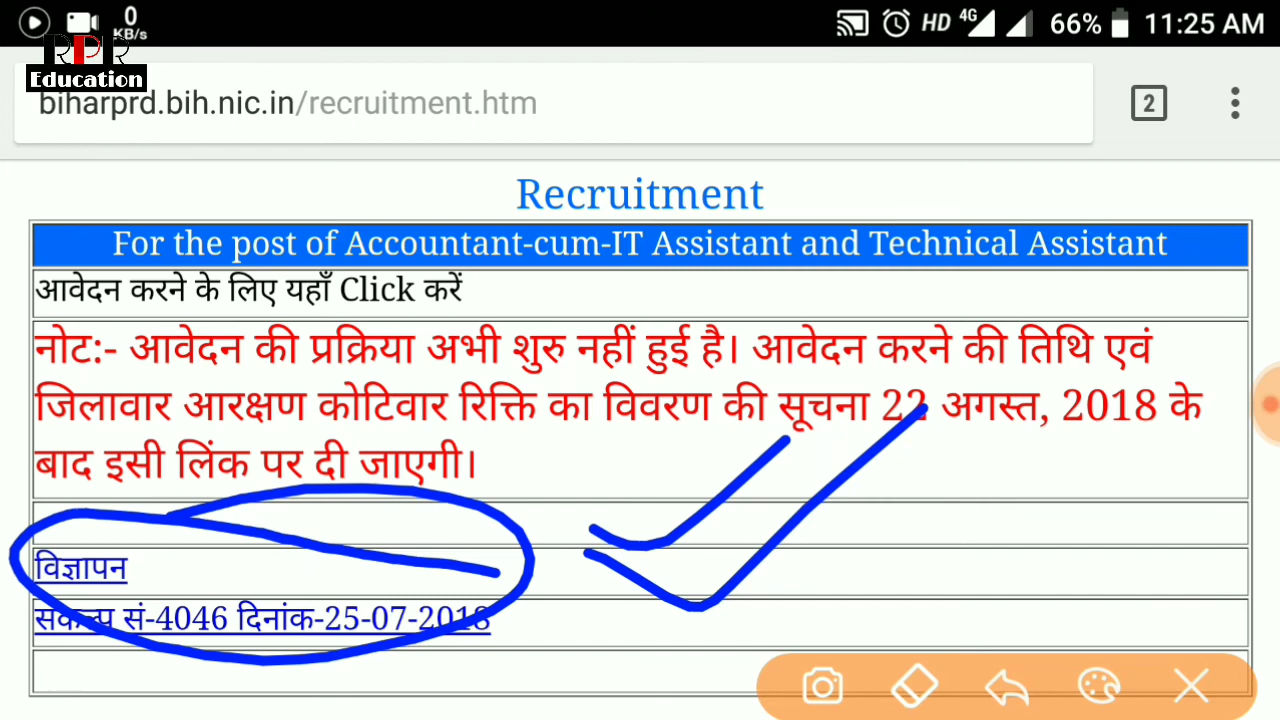 0
KB/s
HD 4G 66% 11:25 AM
RPR
Education
biharprd.bih.nic.in/recruitment.htm
2
Recruitment
For the post of Accountant-cum-IT Assistant and Technical Assistant
आवेदन करने के लिए यहाँ Click करें
नोट:- आवेदन की प्रक्रिया अभी शुरु नहीं हुई है। आवेदन करने की तिथि एवं
जिलावार आरक्षण कोटिवार रिक्ति का विवरण की सूचना 22 अगस्त, 2018 के
बाद इसी लिंक पर दी जाएगी।
विज्ञापन
संकल्प सं-4046 दिनांक-25-07-2018